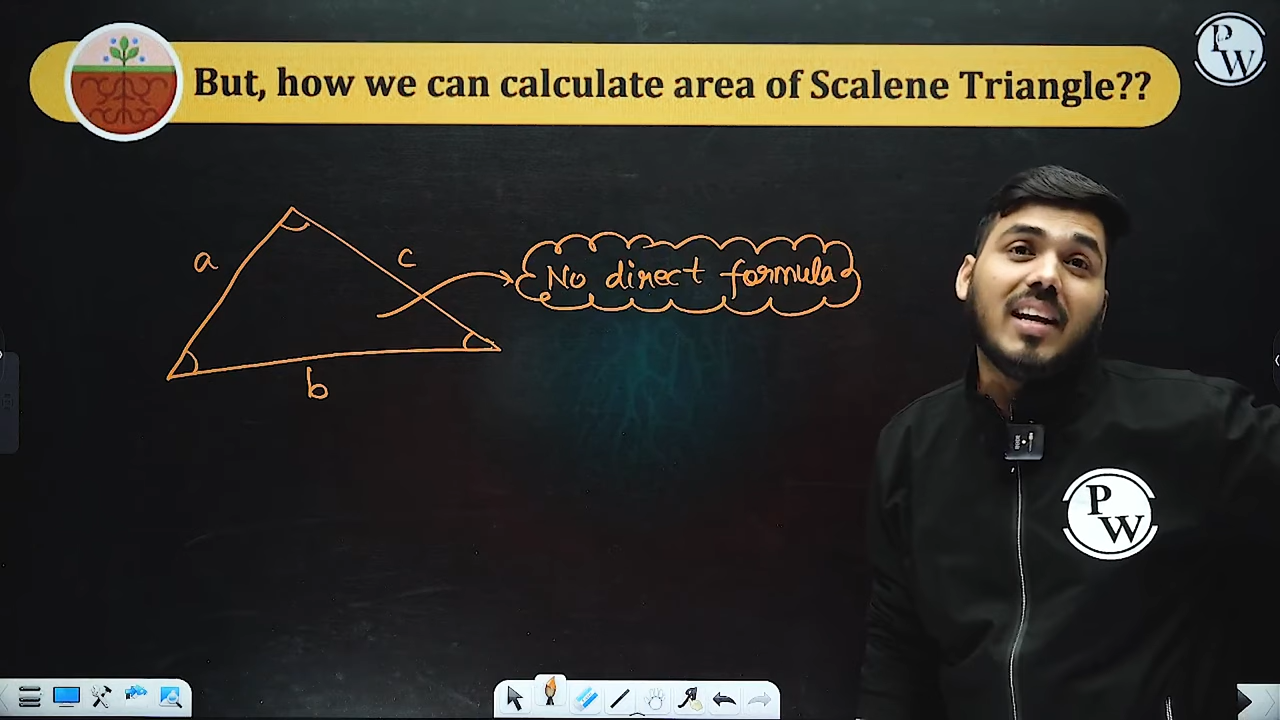 But, how we can calculate area of Scalene Triangle??
PW
a
c
No direct formula
b
PW